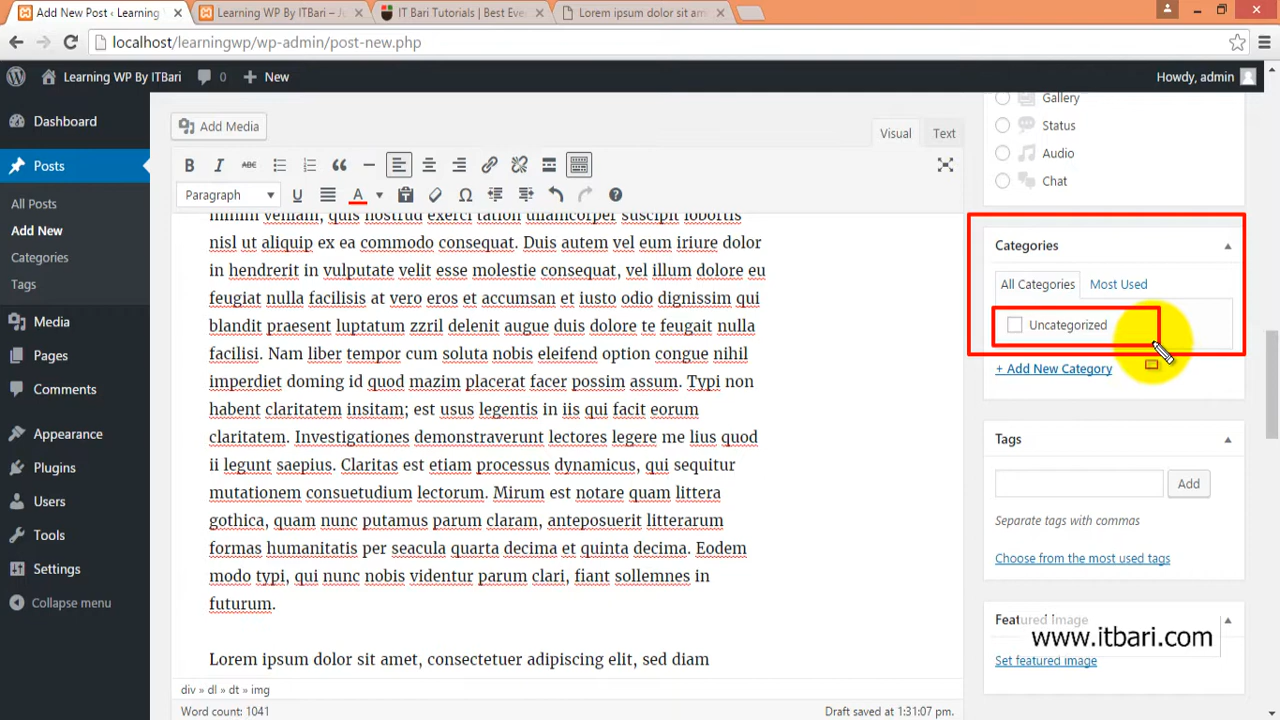 Add New Post ‹ Learning
Learning WP By ITBari –
IT Bari Tutorials | Best Eve
Lorem ipsum dolor sit am
localhost/learningwp/wp-admin/post-new.php
Learning WP By ITBari 0 New Howdy, admin
Dashboard
Posts
All Posts
Add New
Categories
Tags
Media
Pages
Comments
Appearance
Plugins
Users
Tools
Settings
Collapse menu
Add Media
Visual Text
B I ABC
Paragraph U A Ω
minim veniam, quis nostrud exerci tation ullamcorper suscipit lobortis
nisl ut aliquip ex ea commodo consequat. Duis autem vel eum iriure dolor
in hendrerit in vulputate velit esse molestie consequat, vel illum dolore eu
feugiat nulla facilisis at vero eros et accumsan et iusto odio dignissim qui
blandit praesent luptatum zzril delenit augue duis dolore te feugait nulla
facilisi. Nam liber tempor cum soluta nobis eleifend option congue nihil
imperdiet doming id quod mazim placerat facer possim assum. Typi non
habent claritatem insitam; est usus legentis in iis qui facit eorum
claritatem. Investigationes demonstraverunt lectores legere me lius quod
ii legunt saepius. Claritas est etiam processus dynamicus, qui sequitur
mutationem consuetudium lectorum. Mirum est notare quam littera
gothica, quam nunc putamus parum claram, anteposuerit litterarum
formas humanitatis per seacula quarta decima et quinta decima. Eodem
modo typi, qui nunc nobis videntur parum clari, fiant sollemnes in
futurum.
Lorem ipsum dolor sit amet, consectetuer adipiscing elit, sed diam
div » dl » dt » img
Word count: 1041 Draft saved at 1:31:07 pm.
Gallery
Status
Audio
Chat
Categories
All Categories Most Used
Uncategorized
+ Add New Category
Tags
Add
Separate tags with commas
Choose from the most used tags
Featured Image
www.itbari.com
Set featured image